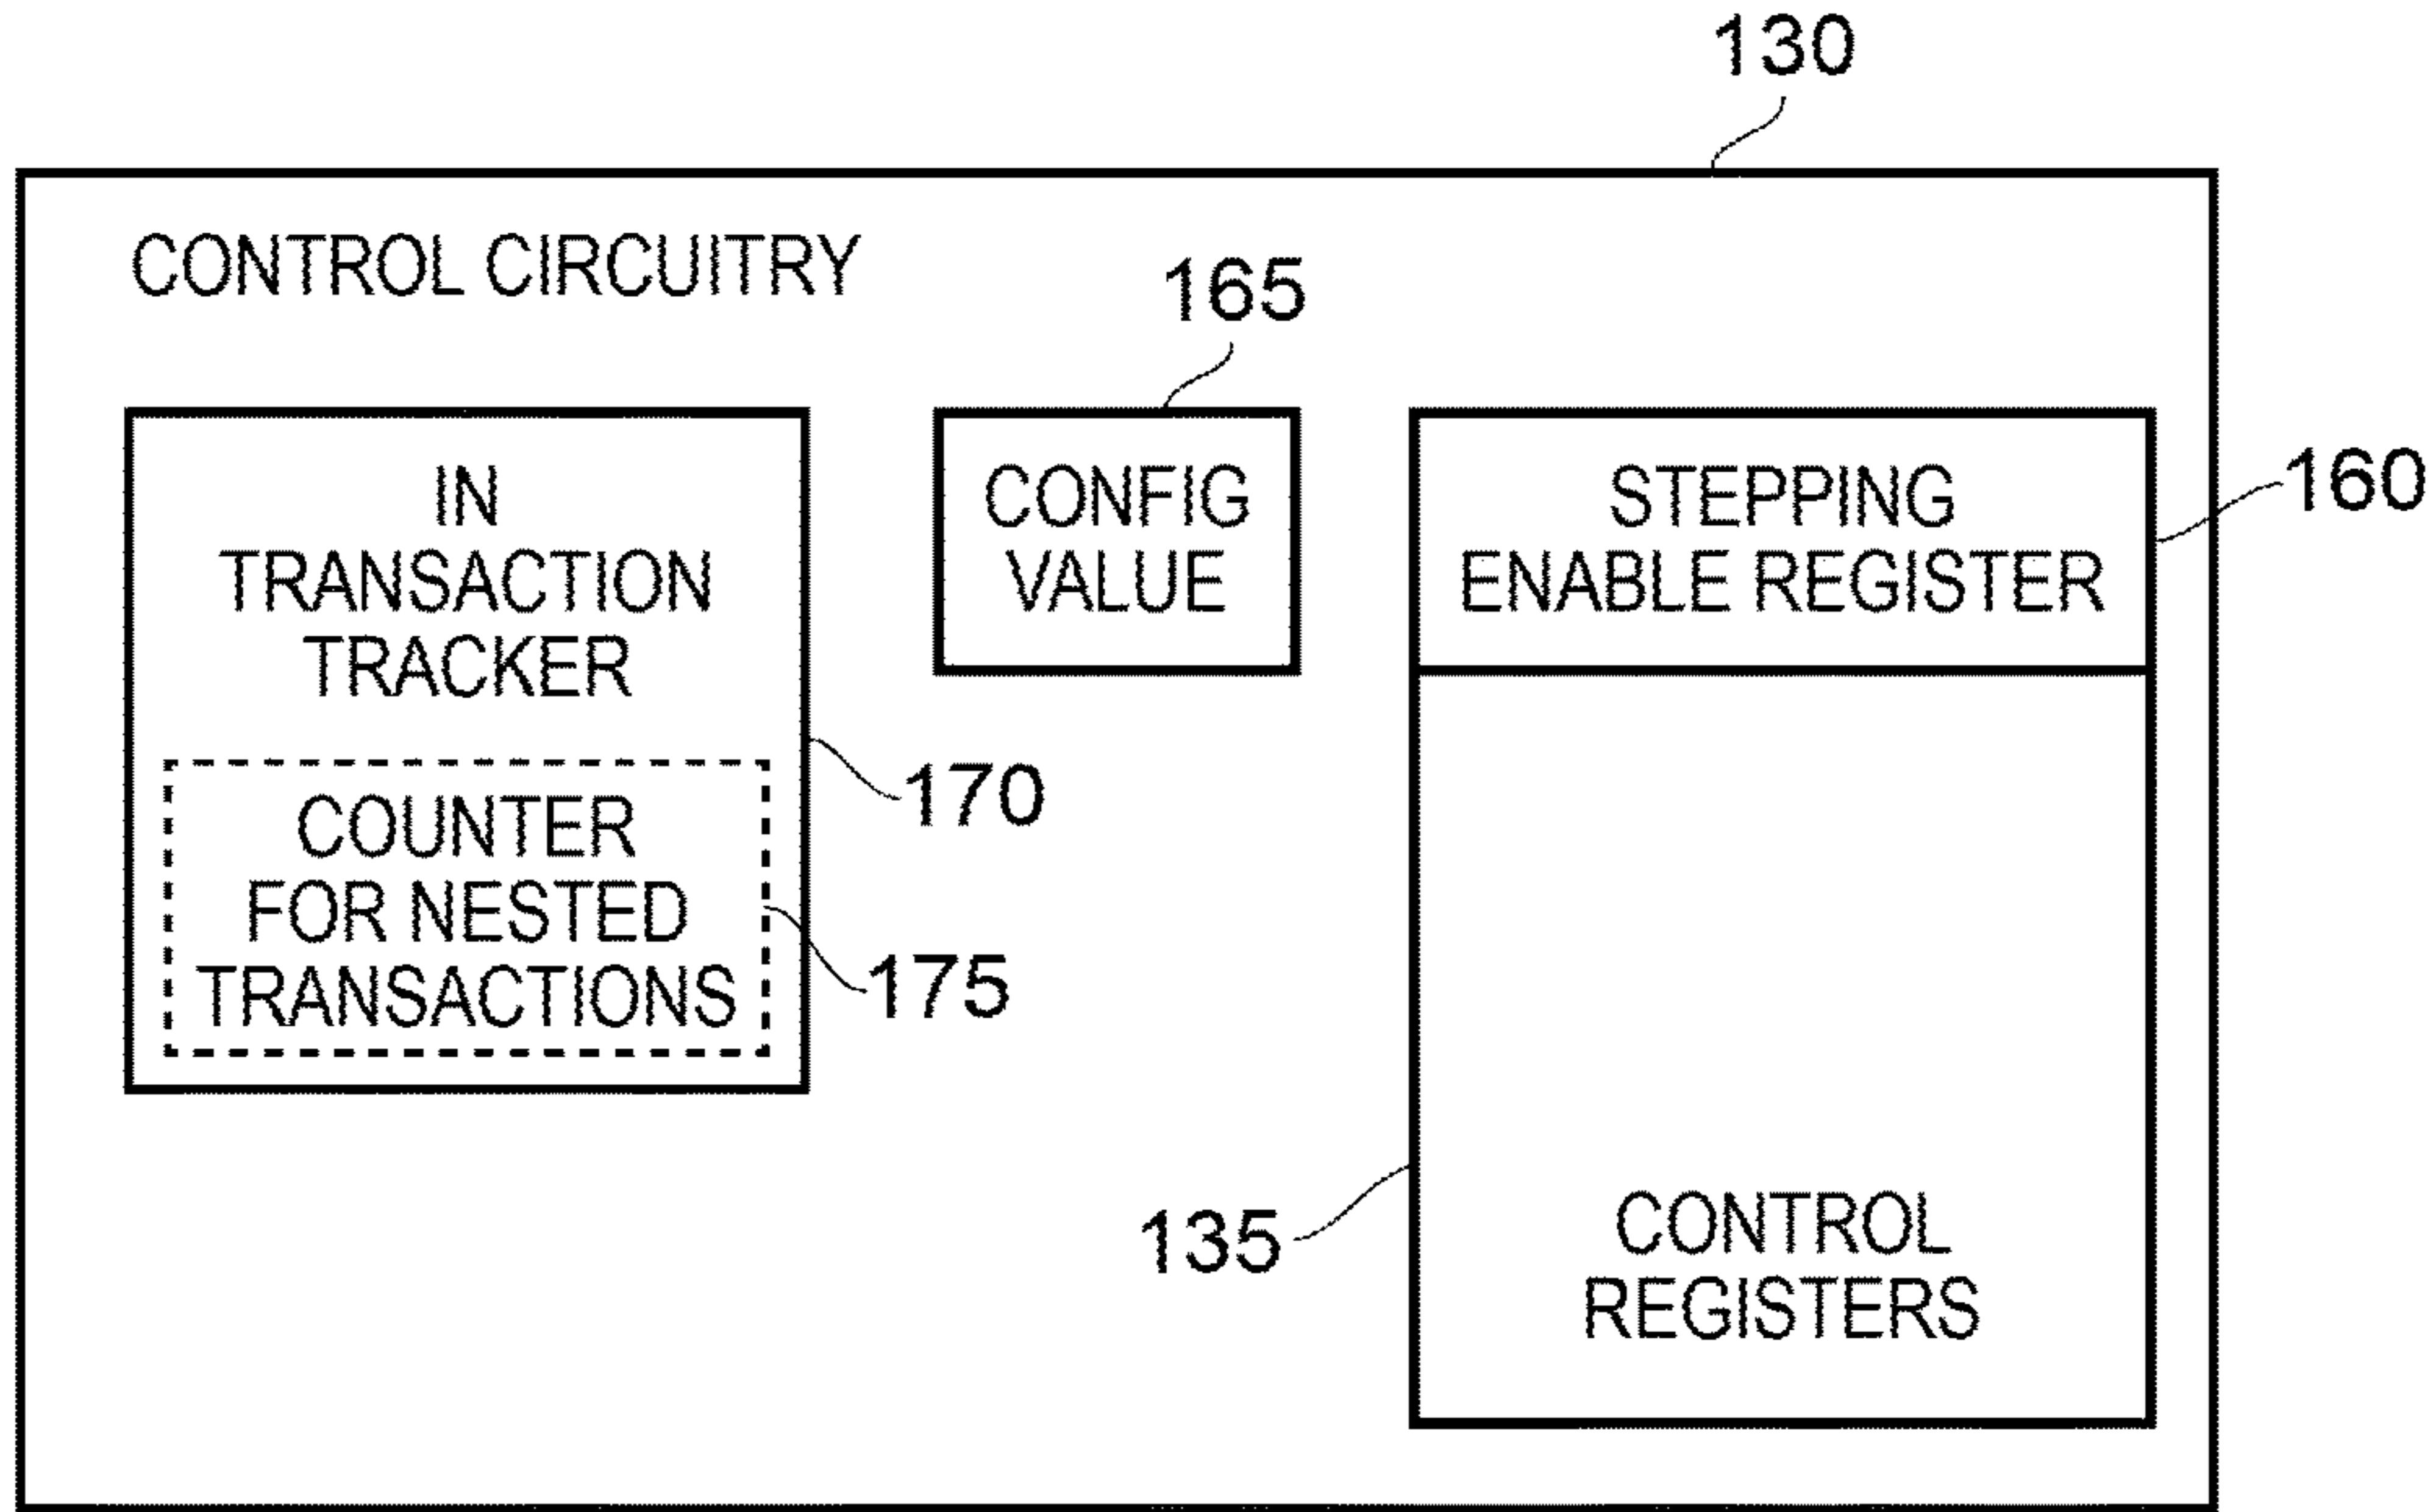 130
CONTROL CIRCUITRY
165
IN
TRANSACTION
TRACKER
CONFIG
VALUE
STEPPING
ENABLE REGISTER
160
170
COUNTER
FOR NESTED
TRANSACTIONS
175
135
CONTROL
REGISTERS